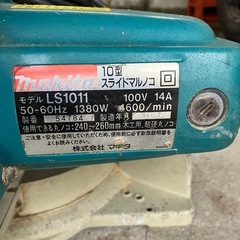 makita
10型
スライドマルノコ
モデル LS1011 100V 14A
50-60Hz 1380W 4600/min
製番 54784 製造年月
使用できる丸ノコ:240~260mm 木工用,超硬丸ノコ
株式会社 マキタ